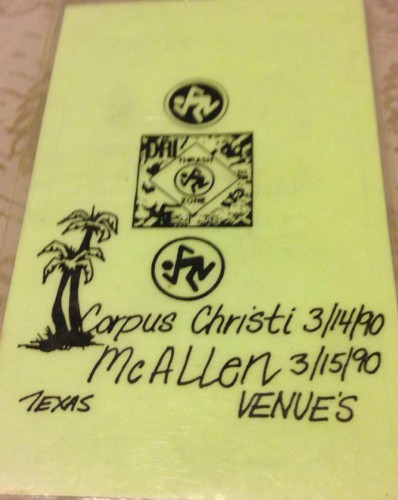 DRI
THRASH
ZONE
Corpus Christi 3/14/90
McALLen 3/15/90
TEXAS VENUE'S